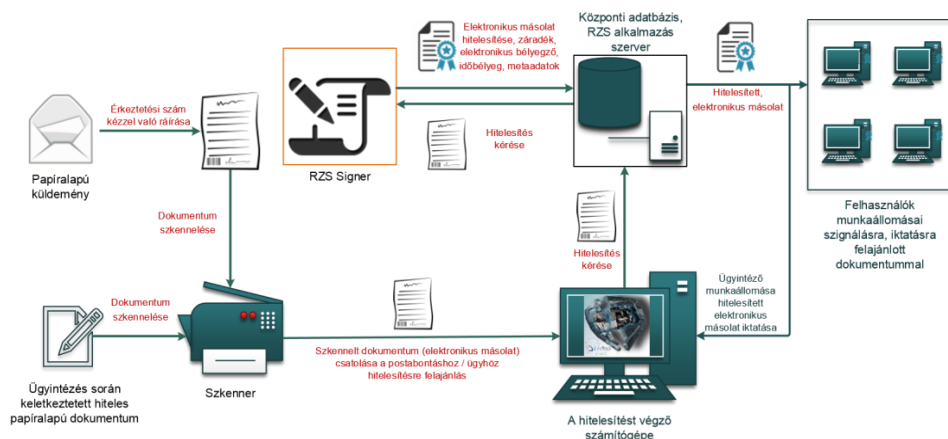 Elektronikus másolat
hitelesítése, záradék,
elektronikus bélyegző,
időbélyeg, metaadatok
Központi adatbázis,
RZS alkalmazás
szerver
Érkeztetési szám
kézzel való ráírása
Hitelesítés
kérése
Hitelesített,
elektronikus másolat
Papíralapú
küldemény
RZS Signer
Felhasználók
munkaállomásai
szignálásra, iktatásra
felajánlott
dokumentummal
Dokumentum
szkennelése
Hitelesítés
kérése
Ügyintéző
munkaállomása
hitelesített
elektronikus
másolat iktatása
Dokumentum
szkennelése
Szkennelt dokumentum (elektronikus másolat)
csatolása a postabontáshoz / ügyhöz
hitelesítésre felajánlás
Ügyintézés során
keletkeztetett hiteles
papíralapú dokumentum
Szkenner
A hitelesítést végző
számítógépe